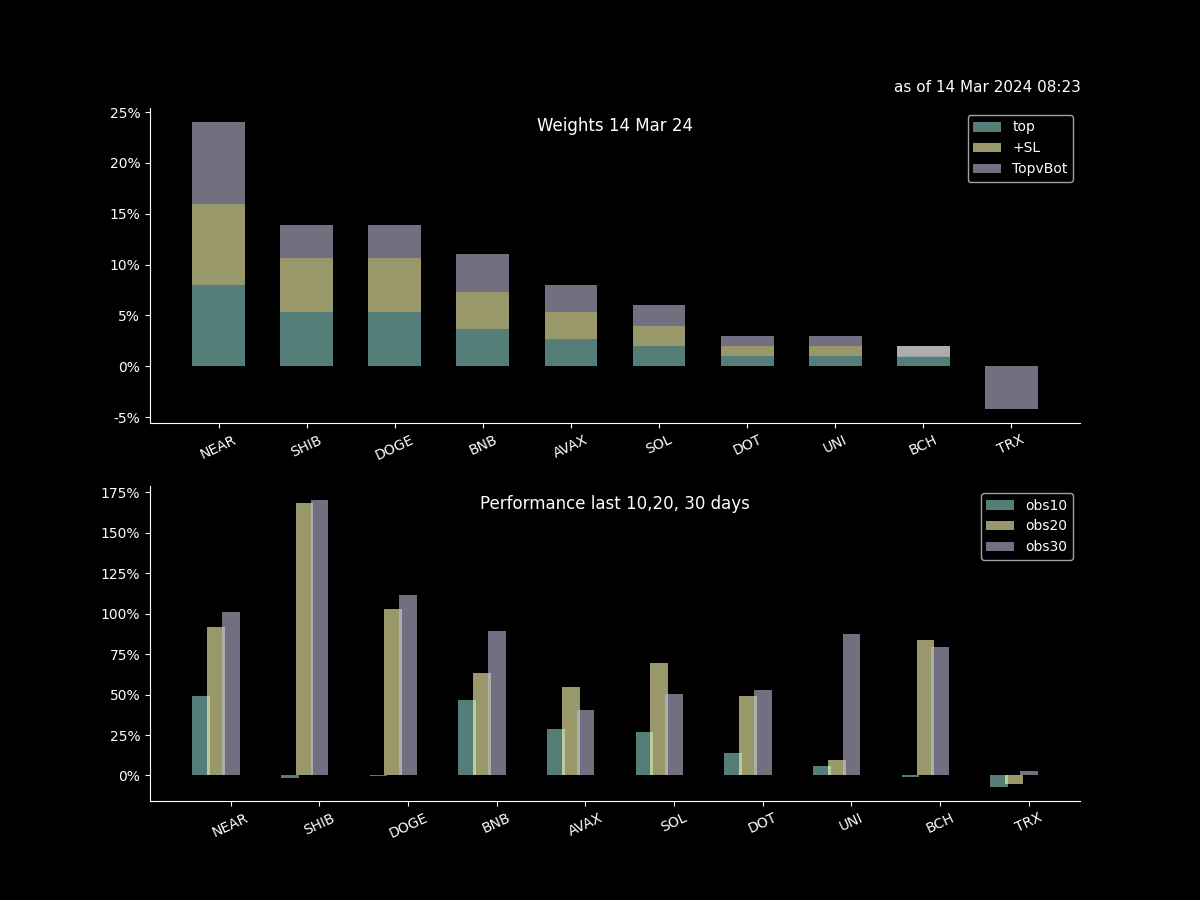 as of 14 Mar 2024 08:23
Weights 14 Mar 24
top
+SL
TopvBot
25%
20%
15%
10%
5%
0%
-5%
NEAR SHIB DOGE BNB AVAX SOL DOT UNI BCH TRX
Performance last 10,20, 30 days
obs10
obs20
obs30
175%
150%
125%
100%
75%
50%
25%
0%
NEAR SHIB DOGE BNB AVAX SOL DOT UNI BCH TRX